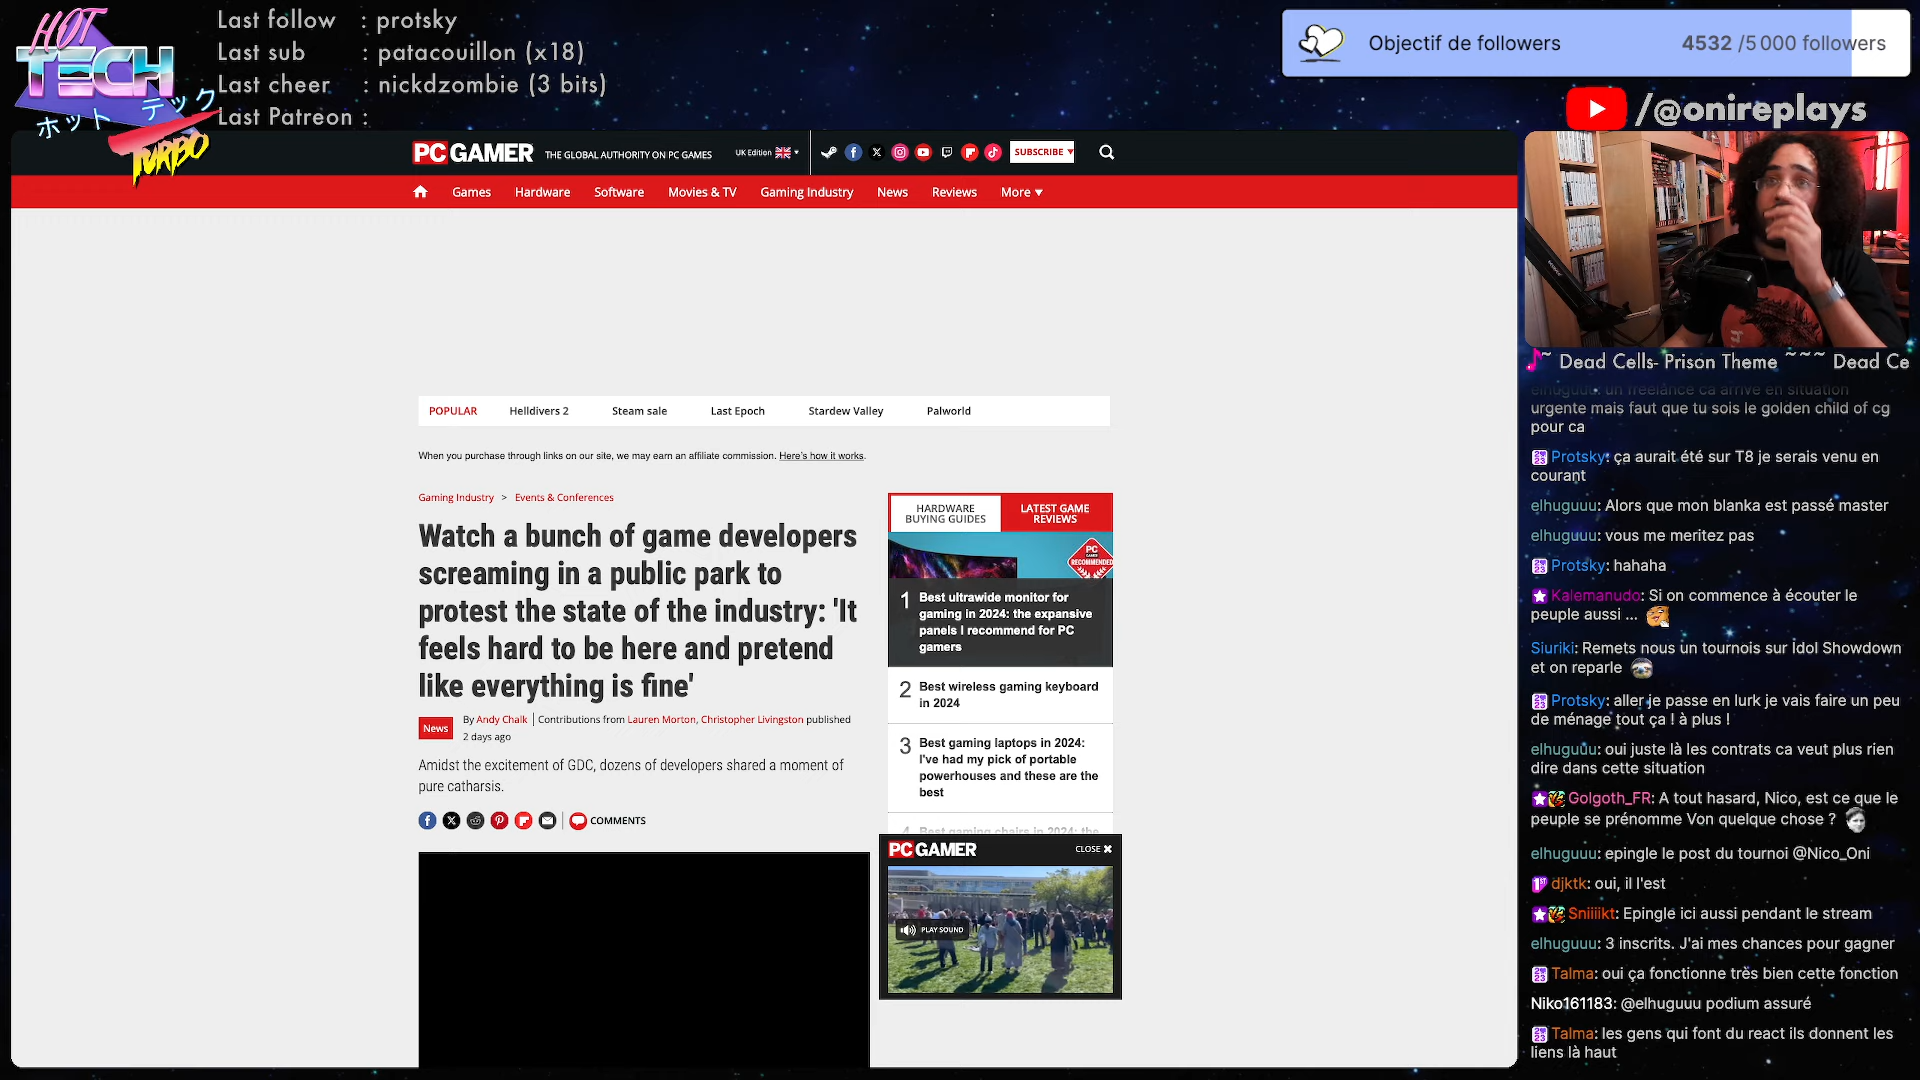 HOT
TECH
ホット テック
TURBO
Last follow : protsky
Last sub : patacouillon (x18)
Last cheer : nickdzombie (3 bits)
Last Patreon :
Objectif de followers 4532 /5 000 followers
/@onireplays
PC GAMER THE GLOBAL AUTHORITY ON PC GAMES UK Edition SUBSCRIBE
Games Hardware Software Movies & TV Gaming Industry News Reviews More
POPULAR Helldivers 2 Steam sale Last Epoch Stardew Valley Palworld
When you purchase through links on our site, we may earn an affiliate commission. Here's how it works.
Gaming Industry > Events & Conferences
Watch a bunch of game developers
screaming in a public park to
protest the state of the industry: 'It
feels hard to be here and pretend
like everything is fine'
News
By Andy Chalk | Contributions from Lauren Morton, Christopher Livingston published
2 days ago
Amidst the excitement of GDC, dozens of developers shared a moment of
pure catharsis.
COMMENTS
HARDWARE
BUYING GUIDES
LATEST GAME
REVIEWS
PC
GAMER
RECOMMENDED
1 Best ultrawide monitor for
gaming in 2024: the expansive
panels I recommend for PC
gamers
2 Best wireless gaming keyboard
in 2024
3 Best gaming laptops in 2024:
I've had my pick of portable
powerhouses and these are the
best
4 Best gaming chairs in 2024: the
PC GAMER CLOSE
PLAY SOUND
~ Dead Cells- Prison Theme ~~~ Dead Ce
elhuguuu: un freelance ca arrive en situation
urgente mais faut que tu sois le golden child of cg
pour ca
Protsky: ça aurait été sur T8 je serais venu en
courant
elhuguuu: Alors que mon blanka est passé master
elhuguuu: vous me meritez pas
Protsky: hahaha
Kalemanudo: Si on commence à écouter le
peuple aussi ...
Siuriki: Remets nous un tournois sur Idol Showdown
et on reparle
Protsky: aller je passe en lurk je vais faire un peu
de ménage tout ça ! à plus !
elhuguuu: oui juste là les contrats ca veut plus rien
dire dans cette situation
Golgoth_FR: A tout hasard, Nico, est ce que le
peuple se prénomme Von quelque chose ?
elhuguuu: epingle le post du tournoi @Nico_Oni
djktk: oui, il l'est
Sniiiikt: Epingle ici aussi pendant le stream
elhuguuu: 3 inscrits. J'ai mes chances pour gagner
Talma: oui ça fonctionne très bien cette fonction
Niko161183: @elhuguuu podium assuré
Talma: les gens qui font du react ils donnent les
liens là haut